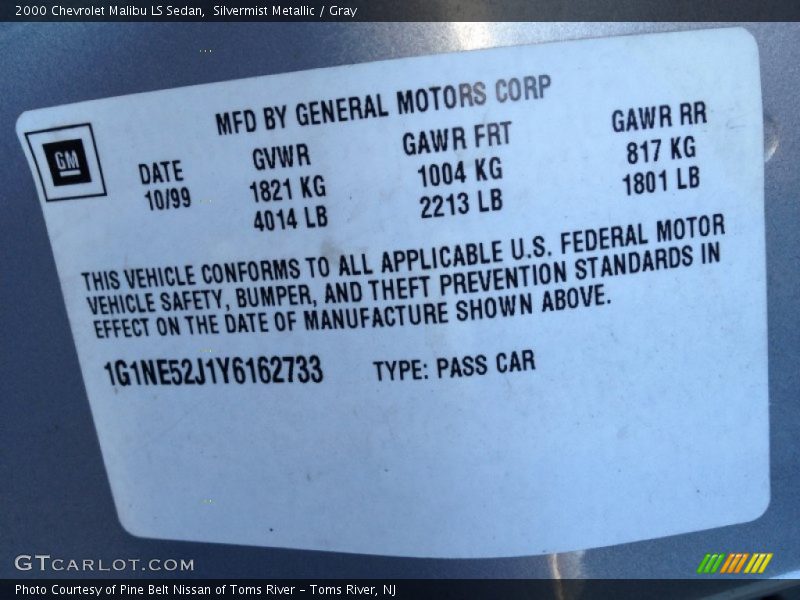 2000 Chevrolet Malibu LS Sedan,  Silvermist Metallic / Gray
MFD BY GENERAL MOTORS CORP
GM
DATE GVWR GAWR FRT GAWR RR
10/99 1821 KG 1004 KG 817 KG
4014 LB 2213 LB 1801 LB
THIS VEHICLE CONFORMS TO ALL APPLICABLE U.S. FEDERAL MOTOR
VEHICLE SAFETY, BUMPER, AND THEFT PREVENTION STANDARDS IN
EFFECT ON THE DATE OF MANUFACTURE SHOWN ABOVE.
1G1NE52J1Y6162733 TYPE: PASS CAR
GTCARLOT.COM
Photo Courtesy of Pine Belt Nissan of Toms River - Toms River, NJ